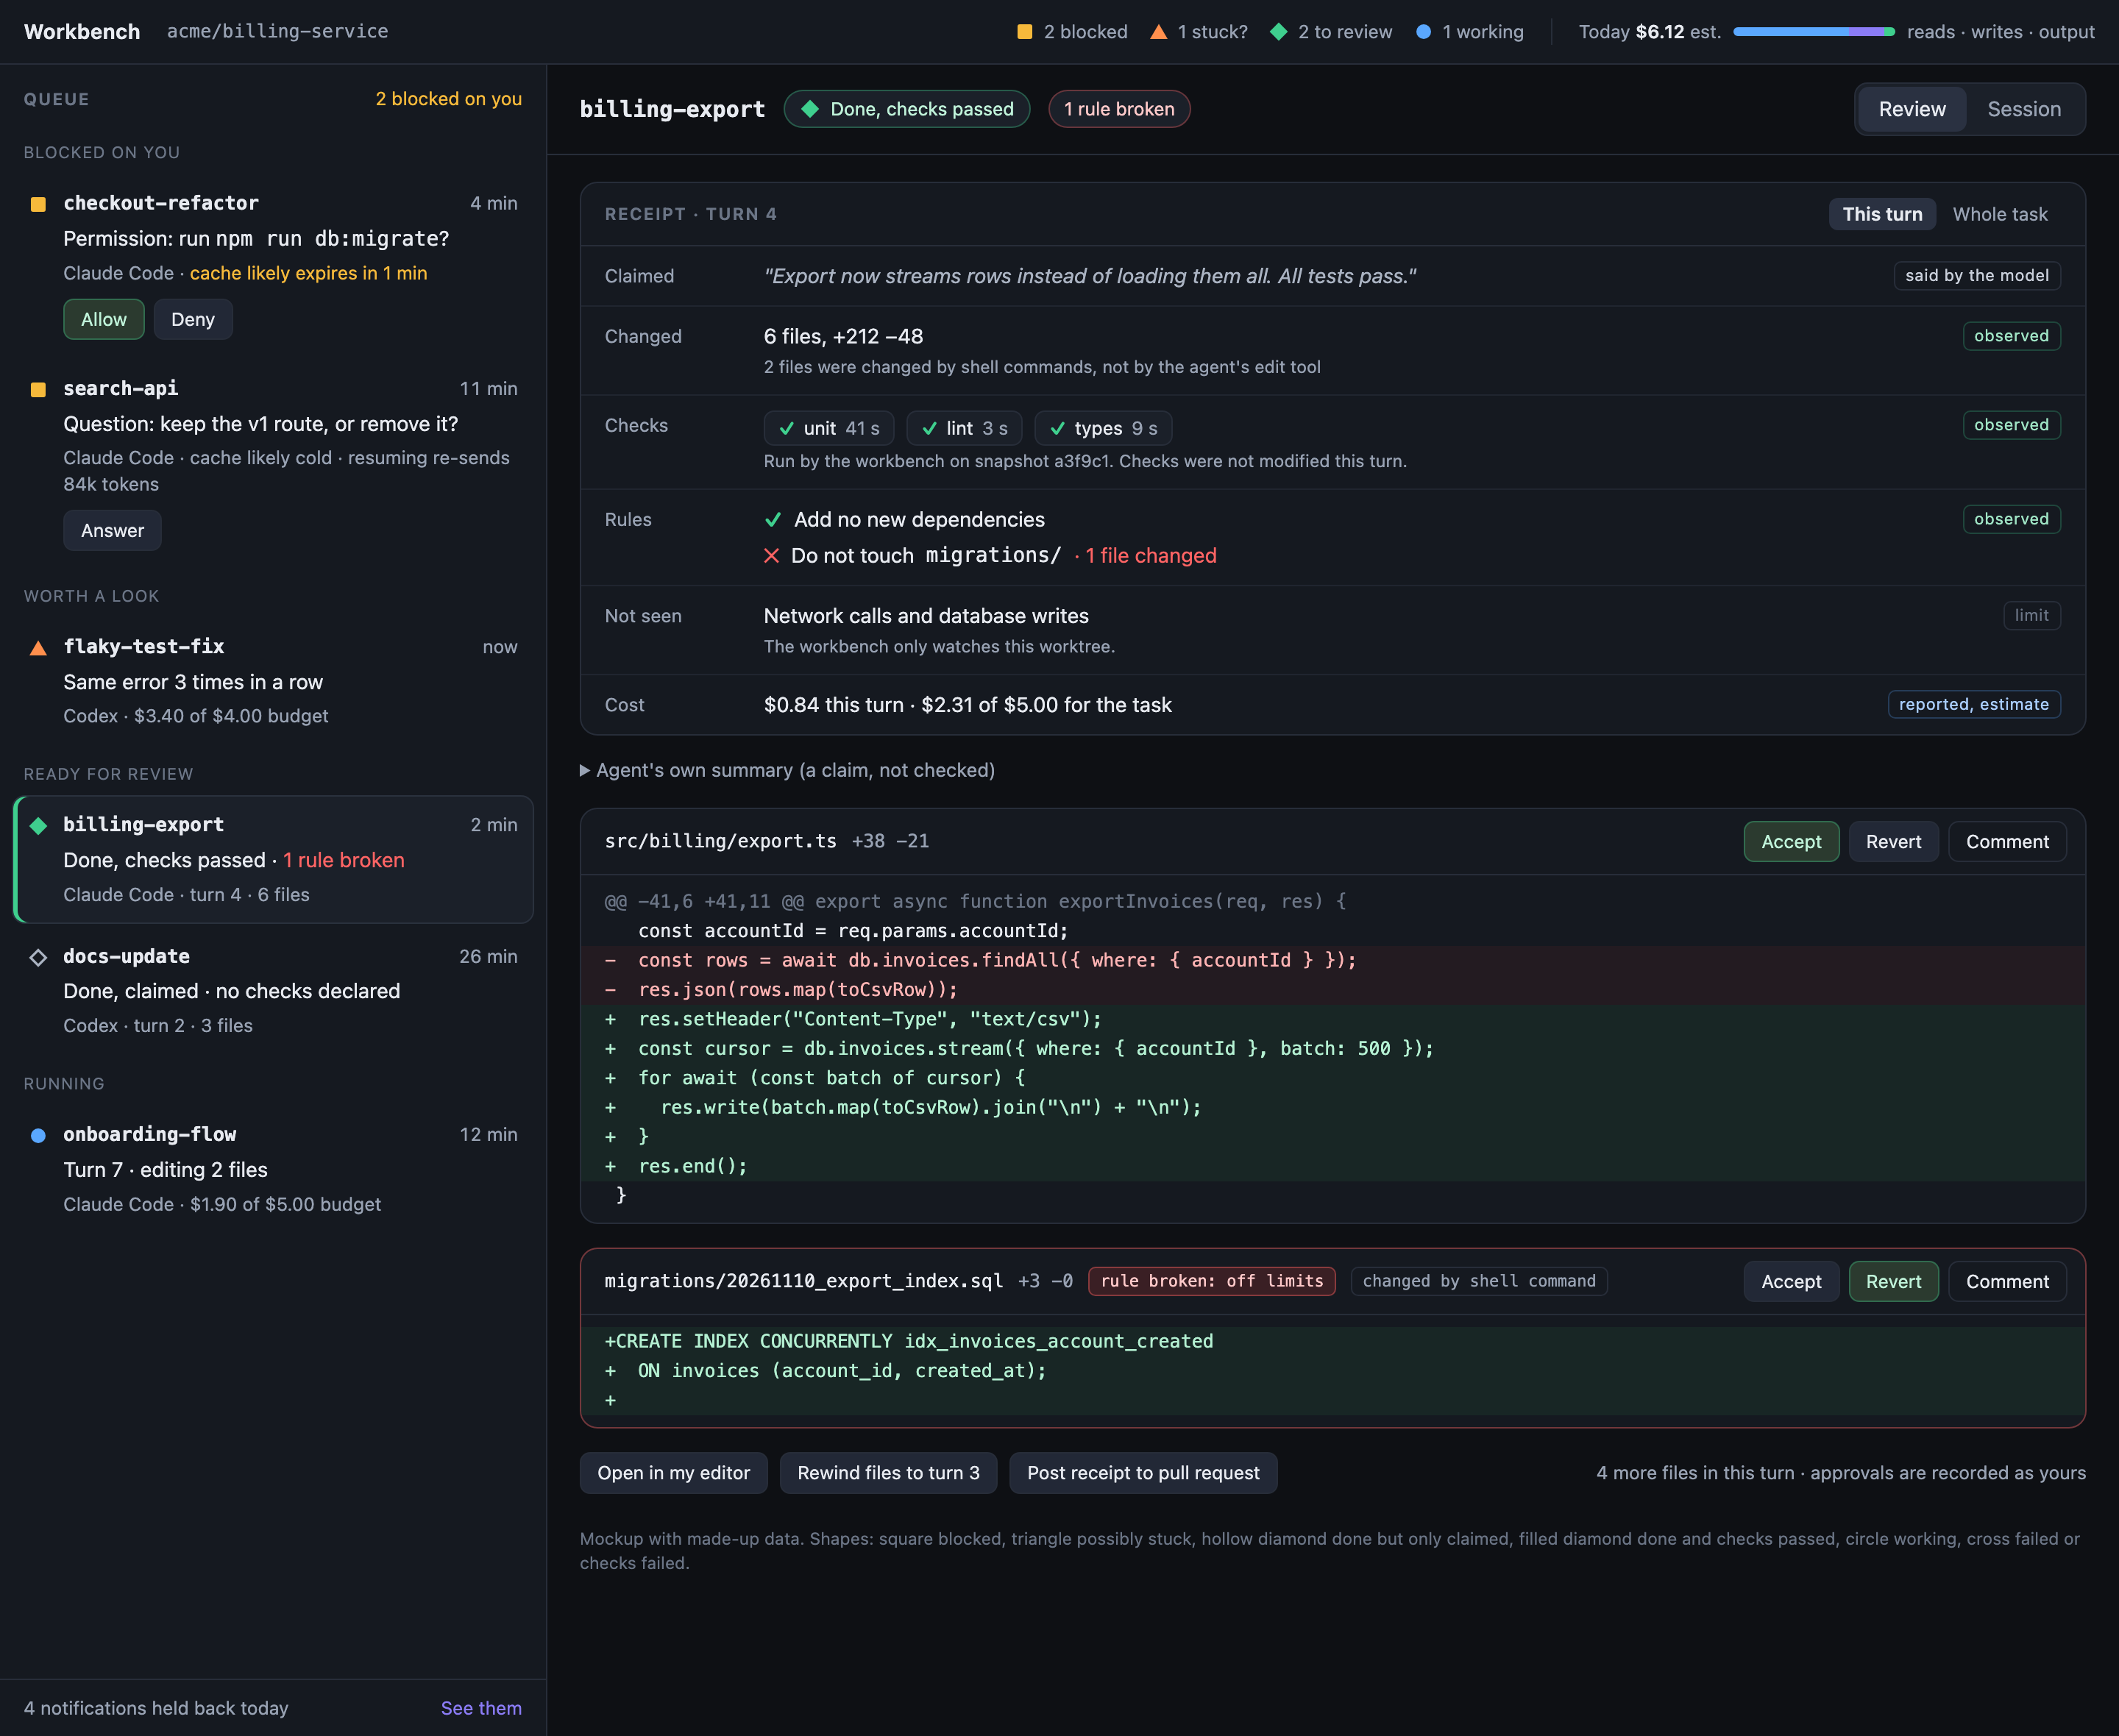 Workbench acme/billing-service 2 blocked 1 stuck? 2 to review 1 working Today $6.12 est. reads · writes · output
QUEUE 2 blocked on you
BLOCKED ON YOU
checkout-refactor 4 min
Permission: run npm run db:migrate?
Claude Code · cache likely expires in 1 min
Allow Deny
search-api 11 min
Question: keep the v1 route, or remove it?
Claude Code · cache likely cold · resuming re-sends
84k tokens
Answer
WORTH A LOOK
flaky-test-fix now
Same error 3 times in a row
Codex · $3.40 of $4.00 budget
READY FOR REVIEW
billing-export 2 min
Done, checks passed · 1 rule broken
Claude Code · turn 4 · 6 files
docs-update 26 min
Done, claimed · no checks declared
Codex · turn 2 · 3 files
RUNNING
onboarding-flow 12 min
Turn 7 · editing 2 files
Claude Code · $1.90 of $5.00 budget
4 notifications held back today See them
billing-export Done, checks passed 1 rule broken Review Session
RECEIPT · TURN 4 This turn Whole task
Claimed "Export now streams rows instead of loading them all. All tests pass." said by the model
Changed 6 files, +212 −48 observed
2 files were changed by shell commands, not by the agent's edit tool
Checks ✓ unit 41 s ✓ lint 3 s ✓ types 9 s observed
Run by the workbench on snapshot a3f9c1. Checks were not modified this turn.
Rules ✓ Add no new dependencies observed
✕ Do not touch migrations/ · 1 file changed
Not seen Network calls and database writes limit
The workbench only watches this worktree.
Cost $0.84 this turn · $2.31 of $5.00 for the task reported, estimate
▶ Agent's own summary (a claim, not checked)
src/billing/export.ts +38 −21 Accept Revert Comment
@@ −41,6 +41,11 @@ export async function exportInvoices(req, res) {
const accountId = req.params.accountId;
− const rows = await db.invoices.findAll({ where: { accountId } });
− res.json(rows.map(toCsvRow));
+ res.setHeader("Content-Type", "text/csv");
+ const cursor = db.invoices.stream({ where: { accountId }, batch: 500 });
+ for await (const batch of cursor) {
+ res.write(batch.map(toCsvRow).join("\n") + "\n");
+ }
+ res.end();
}
migrations/20261110_export_index.sql +3 −0 rule broken: off limits changed by shell command Accept Revert Comment
+CREATE INDEX CONCURRENTLY idx_invoices_account_created
+ ON invoices (account_id, created_at);
+
Open in my editor Rewind files to turn 3 Post receipt to pull request 4 more files in this turn · approvals are recorded as yours
Mockup with made-up data. Shapes: square blocked, triangle possibly stuck, hollow diamond done but only claimed, filled diamond done and checks passed, circle working, cross failed or
checks failed.